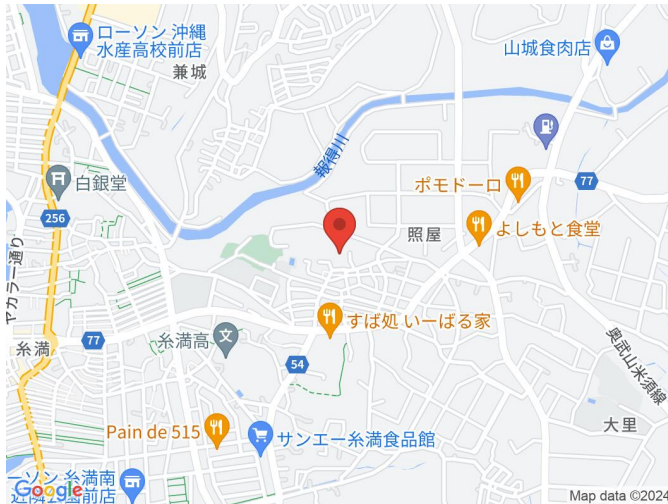 ローソン 沖縄
水産高校前店
兼城
山城食肉店
報得川
白銀堂
256
ポモドーロ
77
よしもと食堂
照屋
ヤカラー通り
すば処 いーばる家
糸満
77
糸満高
文
54
奥武山米須線
大里
Pain de 515
サンエー糸満食品館
ーソン 糸満南
前店
Google
Map data ©2024